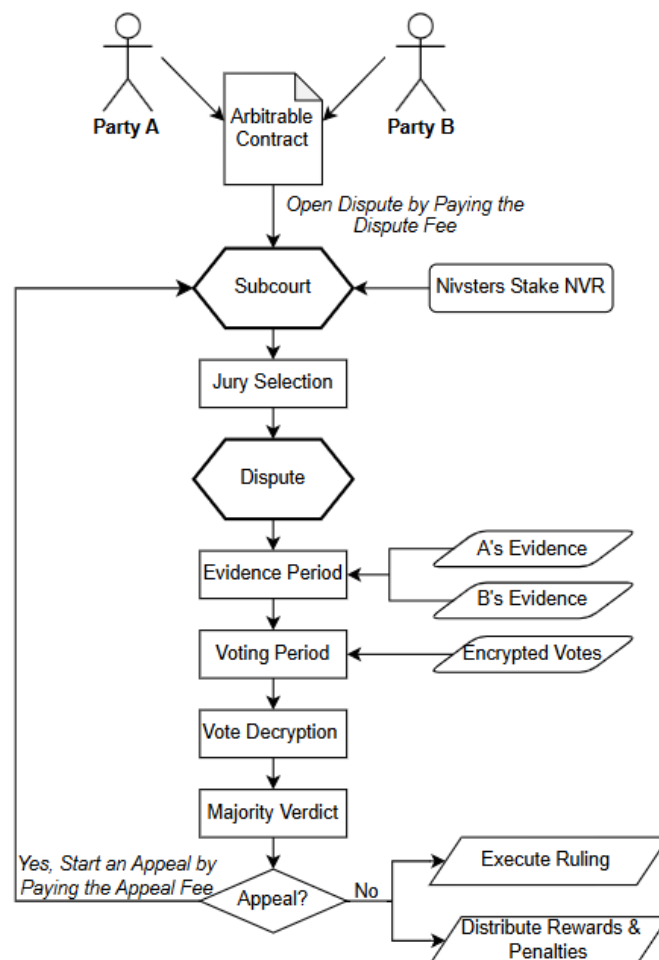 Party A
Party B
Arbitrable
Contract
Open Dispute by Paying the
Dispute Fee
Subcourt
Nivsters Stake NVR
Jury Selection
Dispute
Evidence Period
A's Evidence
B's Evidence
Voting Period
Encrypted Votes
Vote Decryption
Majority Verdict
Yes, Start an Appeal by
Paying the Appeal Fee
Appeal?
No
Execute Ruling
Distribute Rewards &
Penalties